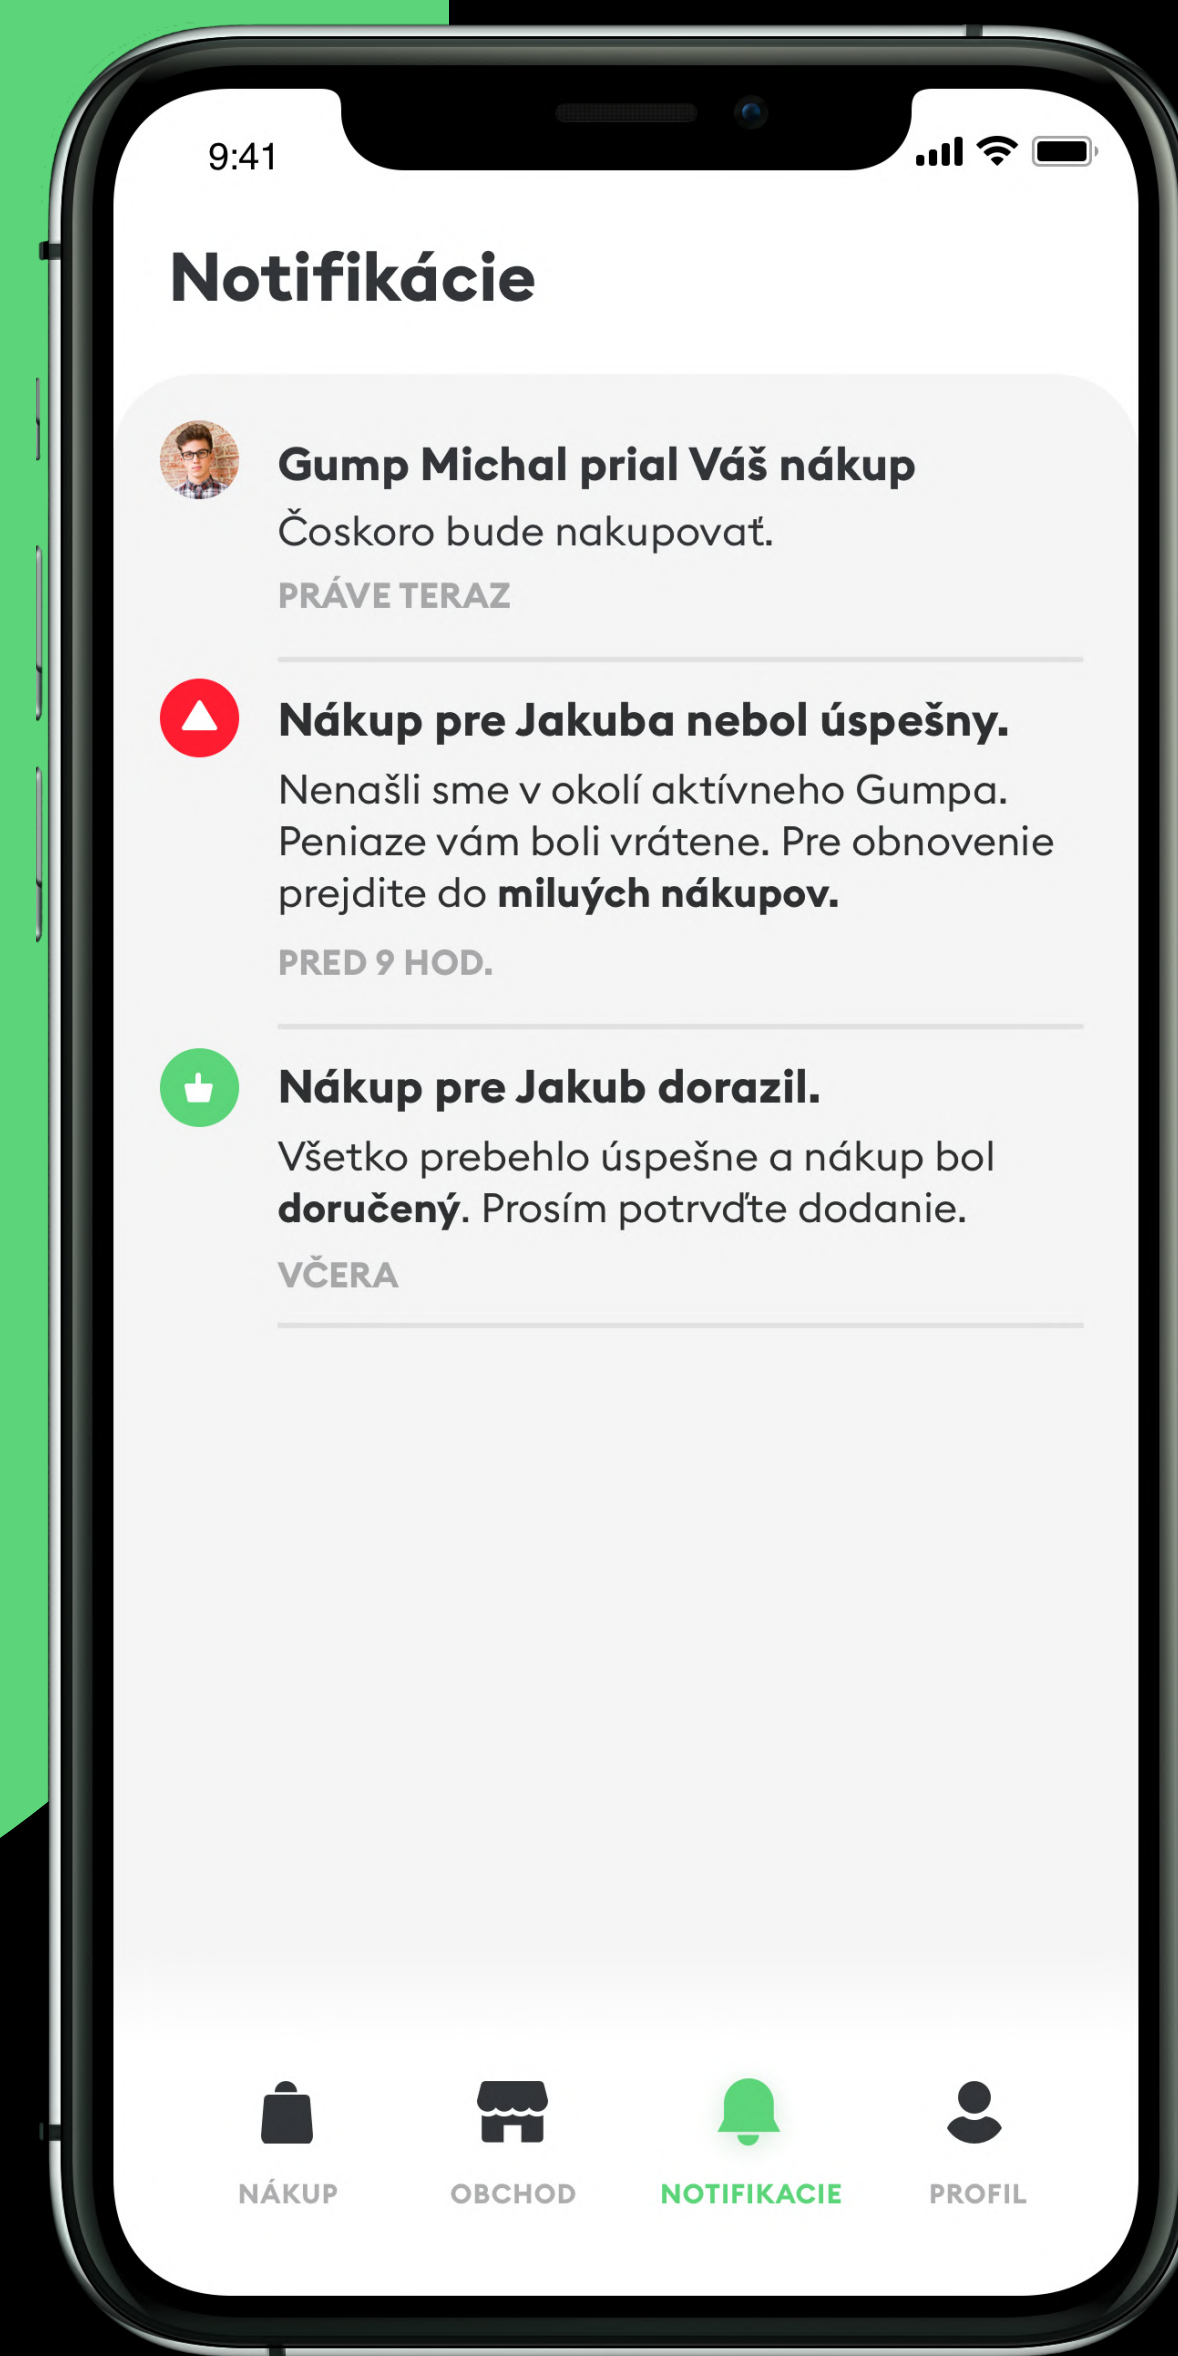 9:41
Notifikácie
Gump Michal prial Váš nákup
Čoskoro bude nakupovať.
PRÁVE TERAZ
Nákup pre Jakuba nebol úspešny.
Nenašli sme v okolí aktívneho Gumpa.
Peniaze vám boli vrátene. Pre obnovenie
prejdite do miluých nákupov.
PRED 9 HOD.
Nákup pre Jakub dorazil.
Všetko prebehlo úspešne a nákup bol
doručený. Prosím potrvďte dodanie.
VČERA
NÁKUP
OBCHOD
NOTIFIKACIE
PROFIL